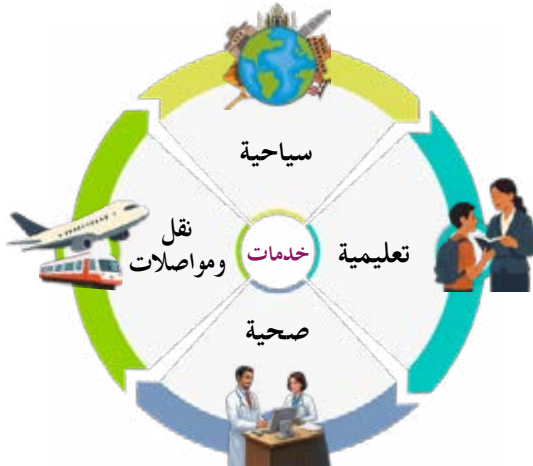 سياحية
تعليمية
خدمات
نقل
ومواصلات
صحية